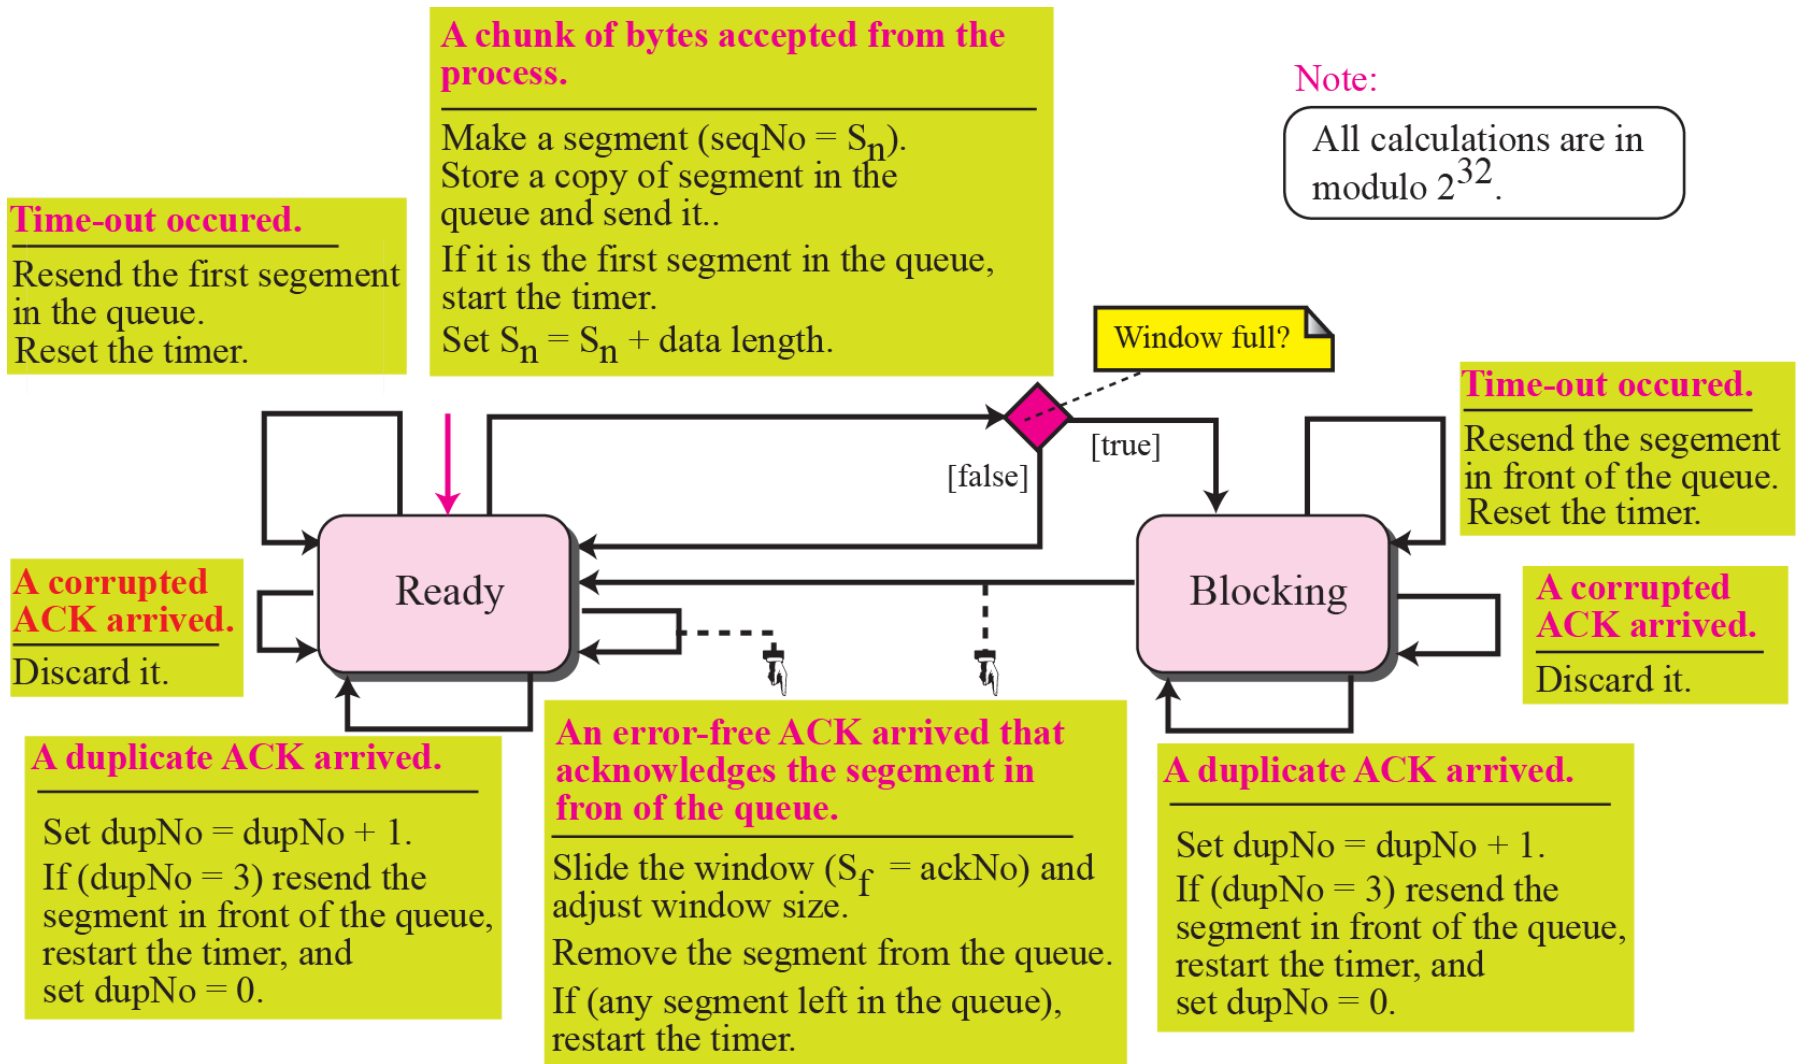 A chunk of bytes accepted from the
process.
Make a segment (seqNo = Sn).
Store a copy of segment in the
queue and send it..
If it is the first segment in the queue,
start the timer.
Set Sn = Sn + data length.
Note:
All calculations are in
modulo 2^32.
Time-out occured.
Resend the first segement
in the queue.
Reset the timer.
Window full?
[true]
[false]
Time-out occured.
Resend the segement
in front of the queue.
Reset the timer.
Ready
Blocking
A corrupted
ACK arrived.
Discard it.
A corrupted
ACK arrived.
Discard it.
A duplicate ACK arrived.
Set dupNo = dupNo + 1.
If (dupNo = 3) resend the
segment in front of the queue,
restart the timer, and
set dupNo = 0.
An error-free ACK arrived that
acknowledges the segement in
fron of the queue.
Slide the window (Sf = ackNo) and
adjust window size.
Remove the segment from the queue.
If (any segment left in the queue),
restart the timer.
A duplicate ACK arrived.
Set dupNo = dupNo + 1.
If (dupNo = 3) resend the
segment in front of the queue,
restart the timer, and
set dupNo = 0.